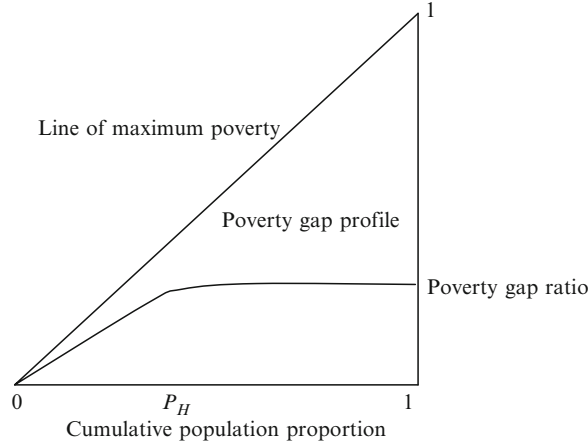 1
Line of maximum poverty
Poverty gap profile
Poverty gap ratio
0 P_H 1
Cumulative population proportion